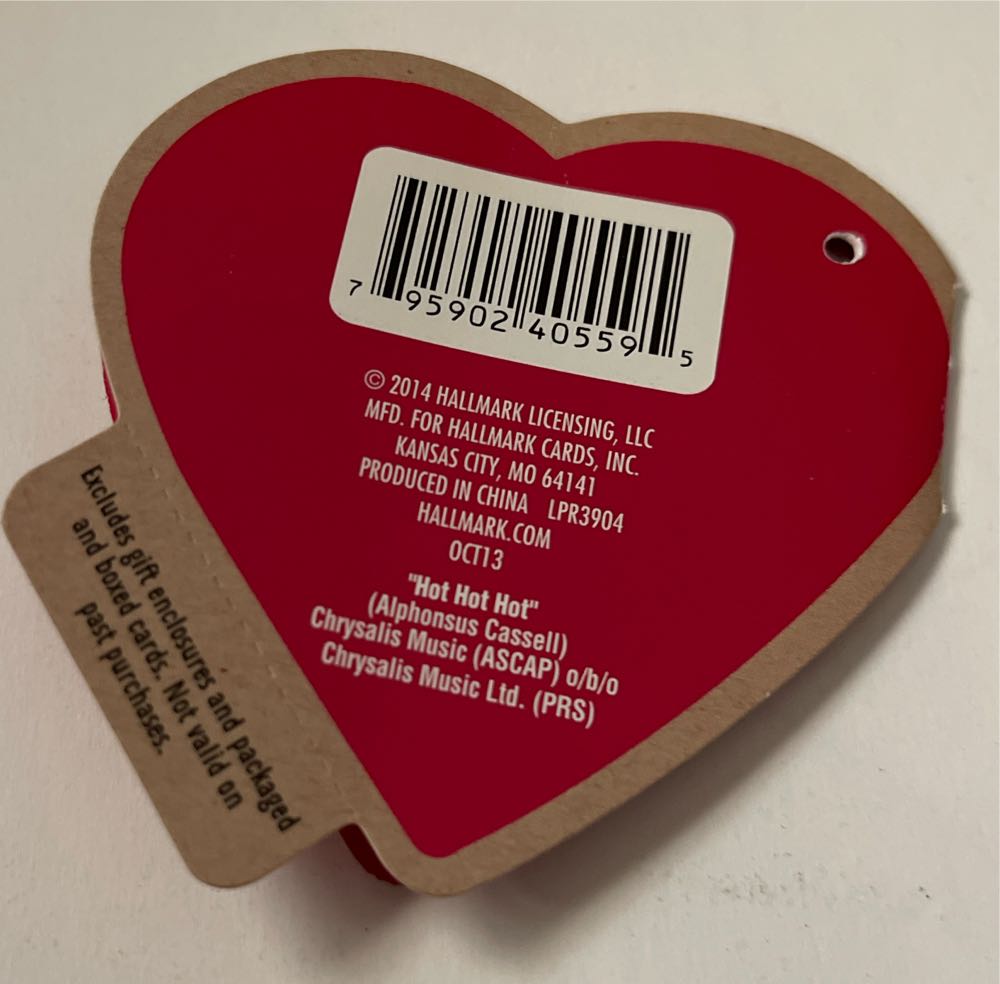 7 95902 40559 5
© 2014 HALLMARK LICENSING, LLC
MFD. FOR HALLMARK CARDS, INC.
KANSAS CITY, MO 64141
PRODUCED IN CHINA LPR3904
HALLMARK.COM
OCT13
"Hot Hot Hot"
(Alphonsus Cassell)
Chrysalis Music (ASCAP) o/b/o
Chrysalis Music Ltd. (PRS)
Excludes gift enclosures and packaged
and boxed cards. Not valid on
past purchases.